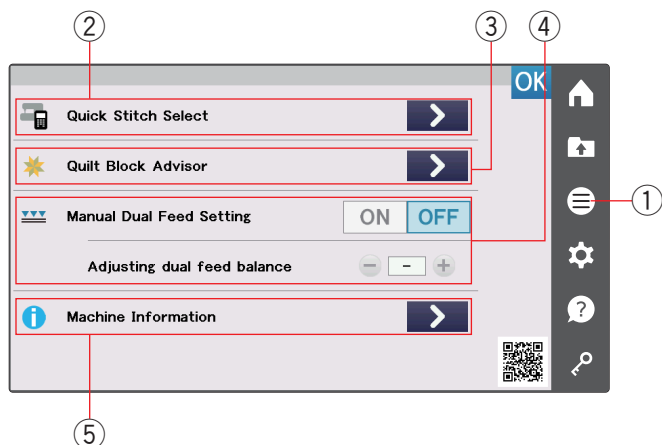 ② ③ ④
OK
Quick Stitch Select
Quilt Block Advisor
①
Manual Dual Feed Setting ON OFF
Adjusting dual feed balance − - +
Machine Information
?
⑤